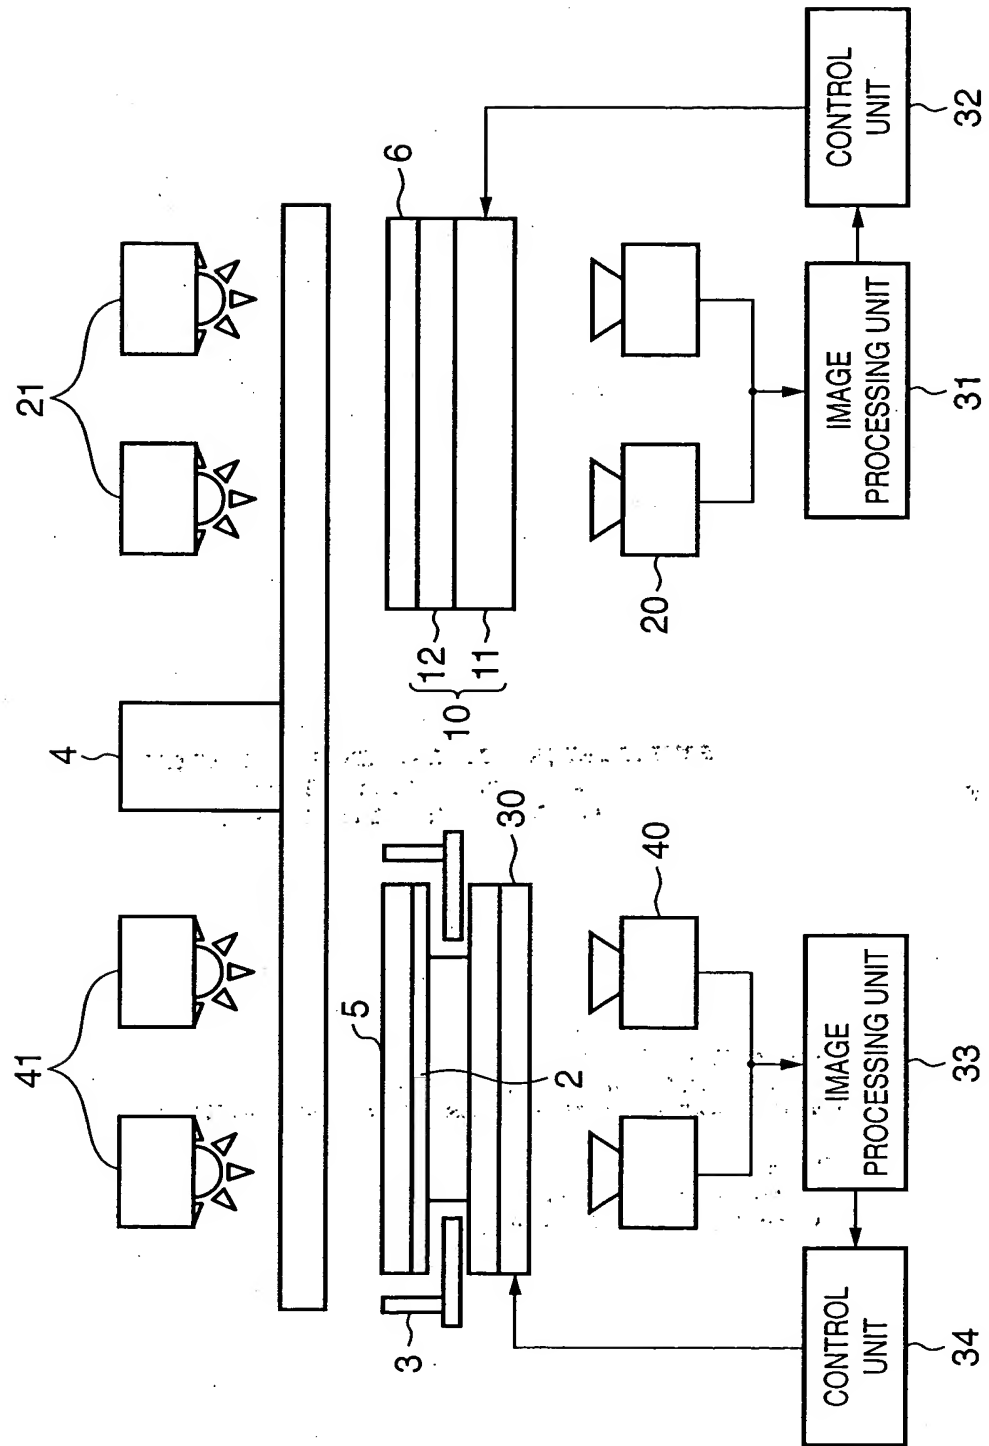 41
21
4
5
6
3
12
10
11
30
2
40
20
CONTROL
UNIT
IMAGE
PROCESSING UNIT
IMAGE
PROCESSING UNIT
CONTROL
UNIT
34
33
31
32